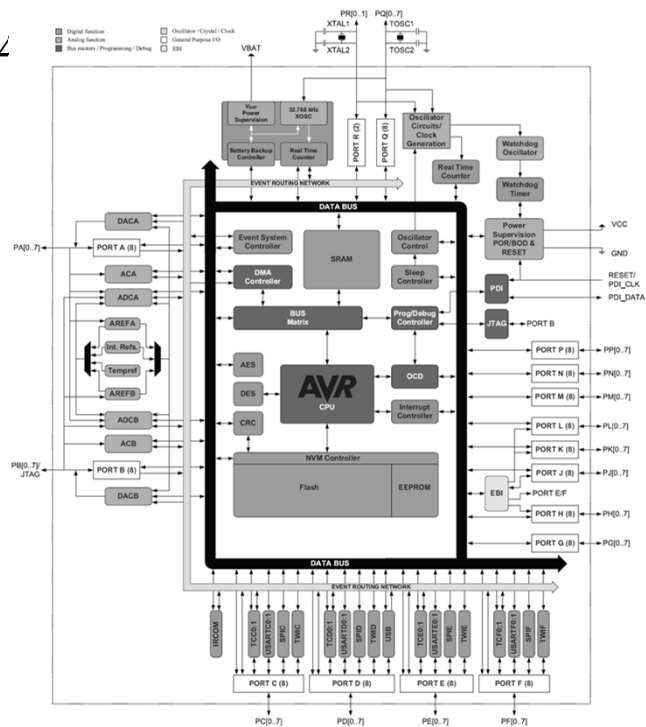 PR[0..1]
PQ[0..7]
Digital function
Analog function
Bus masters / Programming / Debug
Oscillator / Crystal / Clock
General Purpose I/O
EBI
XTAL1
XTAL2
TOSC1
TOSC2
VBAT
VBAT
Power
Supervision
32.768 kHz
XOSC
Battery Backup
Controller
Real Time
Counter
PORT R (2)
PORT Q (8)
Oscillator
Circuits/
Clock
Generation
Real Time
Counter
Watchdog
Oscillator
Watchdog
Timer
EVENT ROUTING NETWORK
DATA BUS
Power
Supervision
POR/BOD &
RESET
VCC
GND
RESET/
PDI_CLK
PDI_DATA
PDI
JTAG
PORT B
DACA
PA[0..7]
PORT A (8)
ACA
ADCA
AREFA
Int. Refs.
Tempref
AREFB
ADCB
ACB
PB[0..7]/
JTAG
PORT B (8)
DACB
Event System
Controller
DMA
Controller
SRAM
Oscillator
Control
Sleep
Controller
BUS
Matrix
Prog/Debug
Controller
AES
DES
CRC
AVR
CPU
OCD
Interrupt
Controller
NVM Controller
Flash
EEPROM
PORT P (8)
PP[0..7]
PORT N (8)
PN[0..7]
PORT M (8)
PM[0..7]
PORT L (8)
PL[0..7]
PORT K (8)
PK[0..7]
PORT J (8)
PJ[0..7]
EBI
PORT E/F
PORT H (8)
PH[0..7]
PORT G (8)
PG[0..7]
DATA BUS
EVENT ROUTING NETWORK
IRCOM
TCC0:1
USARTC0:1
SPIC
TWIC
TCD0:1
USARTD0:1
SPID
TWID
USB
TCE0:1
USARTE0:1
SPIE
TWIE
TCF0:1
USARTF0:1
SPIF
TWIF
PORT C (8)
PORT D (8)
PORT E (8)
PORT F (8)
PC[0..7]
PD[0..7]
PE[0..7]
PF[0..7]